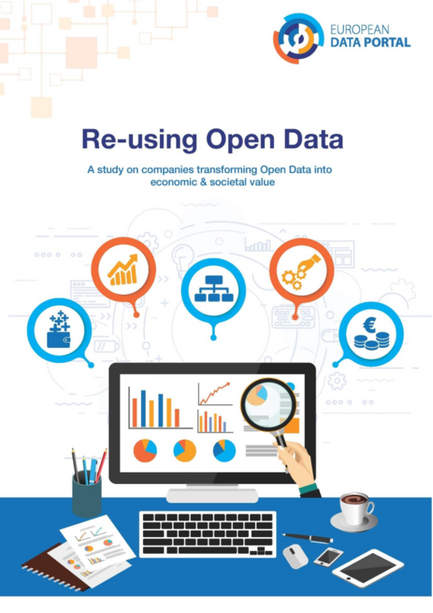 EUROPEAN
DATA PORTAL
Re-using Open Data
A study on companies transforming Open Data into
economic & societal value
€